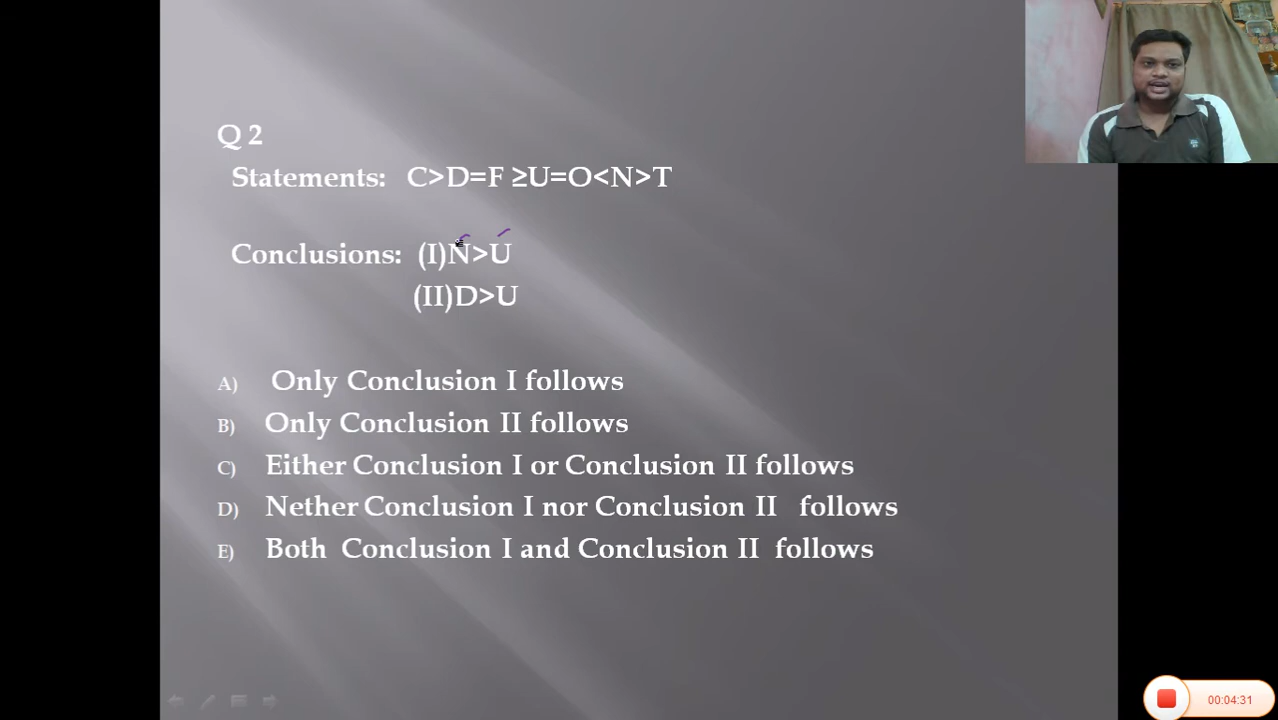 Q 2
Statements: C>D=F ≥U=O<N>T
Conclusions: (I)N>U
(II)D>U
A) Only Conclusion I follows
B) Only Conclusion II follows
C) Either Conclusion I or Conclusion II follows
D) Nether Conclusion I nor Conclusion II follows
E) Both Conclusion I and Conclusion II follows
00:04:31